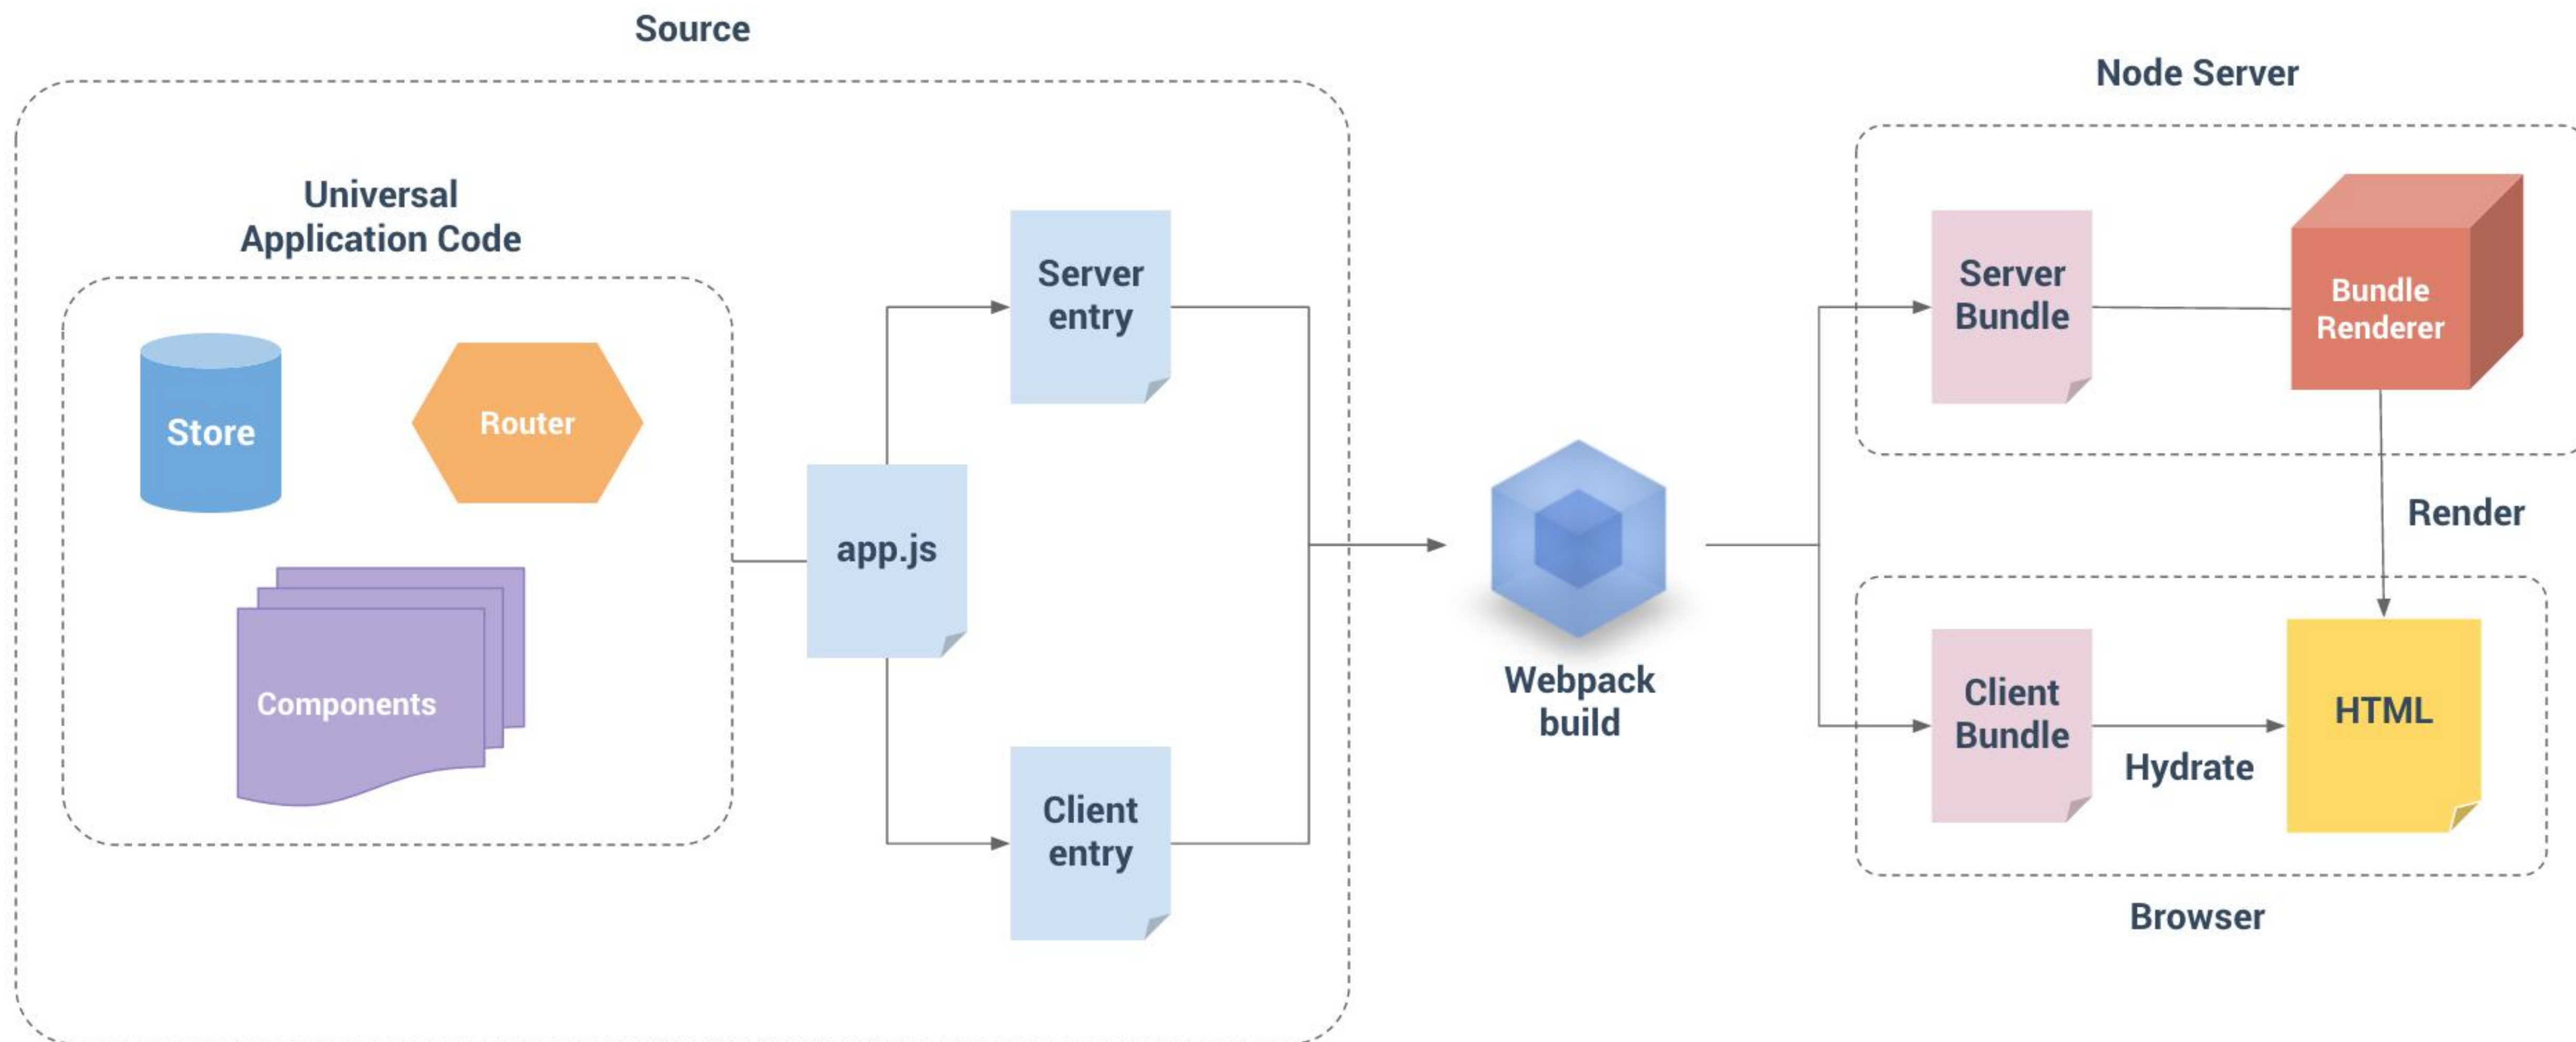 Source
Universal
Application Code
Store
Router
Components
app.js
Server
entry
Client
entry
Webpack
build
Node Server
Server
Bundle
Bundle
Renderer
Render
Client
Bundle
Hydrate
HTML
Browser